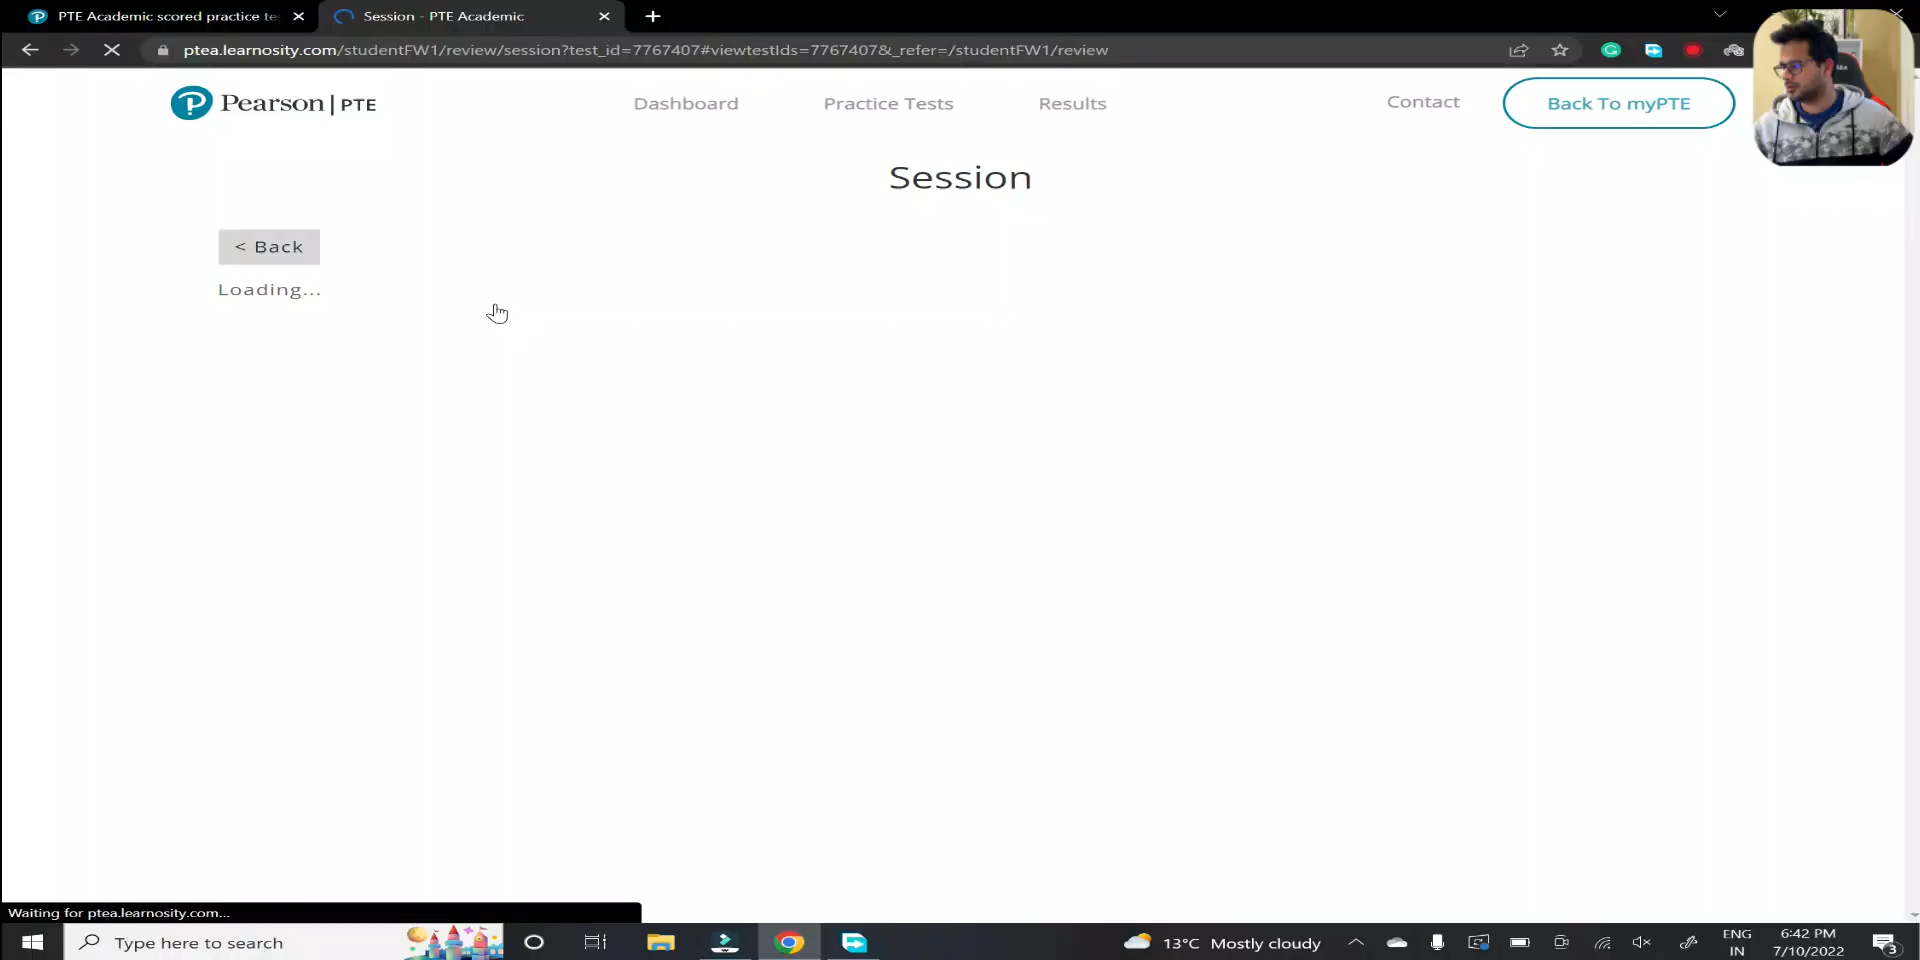 PTE Academic scored practice te
Session - PTE Academic
ptea.learnosity.com/studentFW1/review/session?test_id=7767407#viewtestIds=7767407&_refer=/studentFW1/review
Pearson | PTE
Dashboard
Practice Tests
Results
Contact
Back To myPTE
Session
< Back
Loading...
Waiting for ptea.learnosity.com...
Type here to search
13°C Mostly cloudy
ENG
IN
6:42 PM
7/10/2022
3